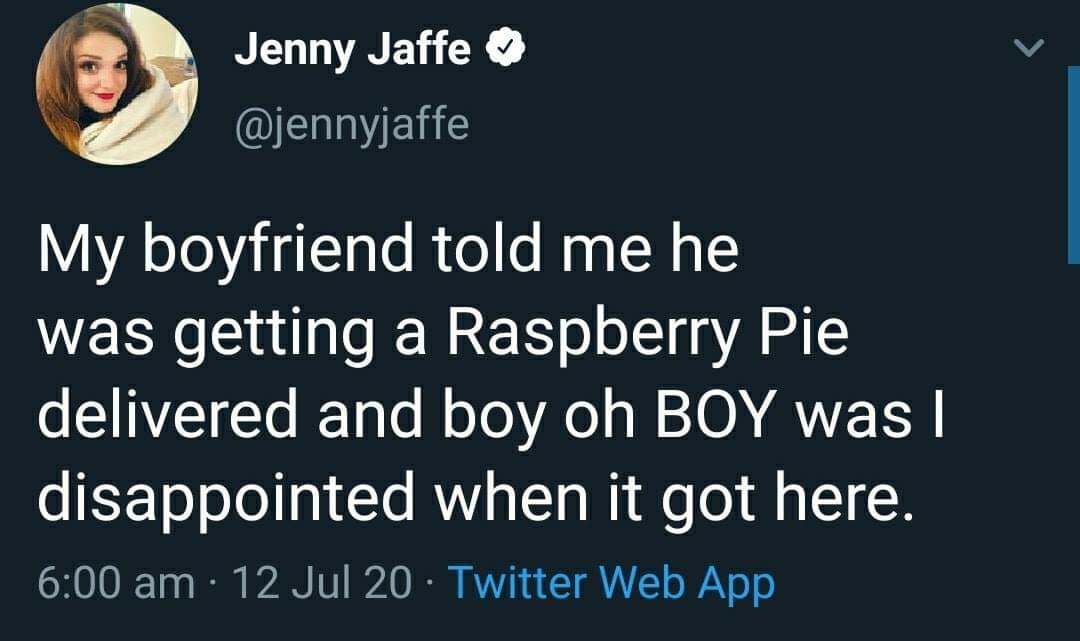 Jenny Jaffe
@jennyjaffe
My boyfriend told me he
was getting a Raspberry Pie
delivered and boy oh BOY was I
disappointed when it got here.
6:00 am · 12 Jul 20 · Twitter Web App